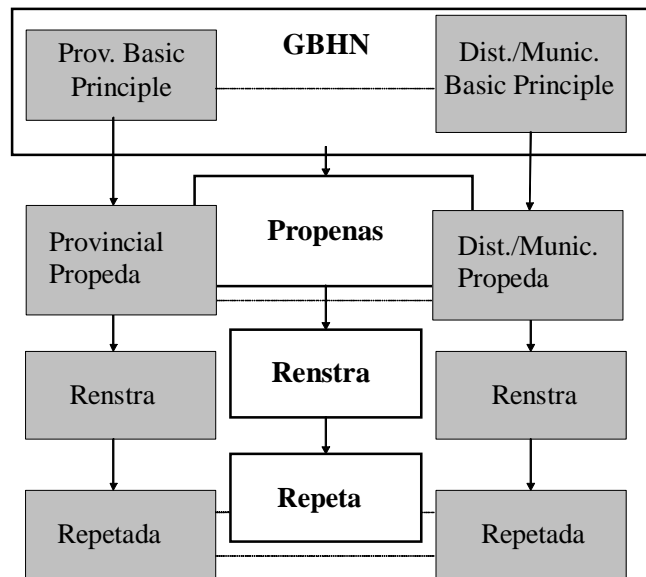 GBHN
Prov. Basic
Principle
Dist./Munic.
Basic Principle
Propenas
Provincial
Propeda
Dist./Munic.
Propeda
Renstra
Renstra
Renstra
Repeta
Repetada
Repetada